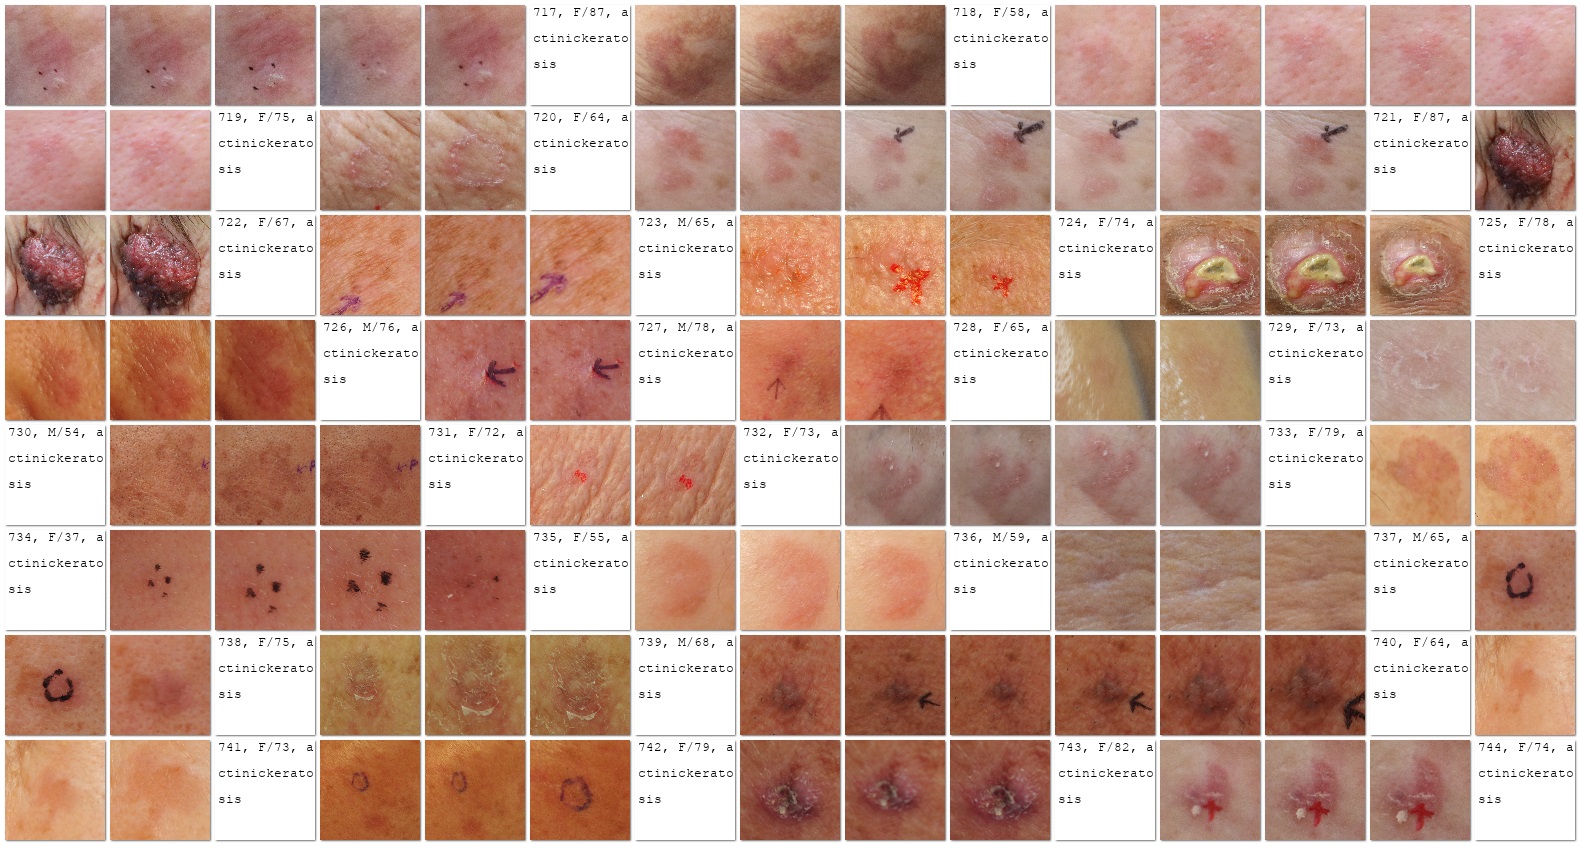 717, F/87, a
ctinickerato
sis
718, F/58, a
ctinickerato
sis
719, F/75, a
ctinickerato
sis
720, F/64, a
ctinickerato
sis
721, F/87, a
ctinickerato
sis
722, F/67, a
ctinickerato
sis
723, M/65, a
ctinickerato
sis
724, F/74, a
ctinickerato
sis
725, F/78, a
ctinickerato
sis
726, M/76, a
ctinickerato
sis
727, M/78, a
ctinickerato
sis
728, F/65, a
ctinickerato
sis
729, F/73, a
ctinickerato
sis
730, M/54, a
ctinickerato
sis
731, F/72, a
ctinickerato
sis
732, F/73, a
ctinickerato
sis
733, F/79, a
ctinickerato
sis
734, F/37, a
ctinickerato
sis
735, F/55, a
ctinickerato
sis
736, M/59, a
ctinickerato
sis
737, M/65, a
ctinickerato
sis
738, F/75, a
ctinickerato
sis
739, M/68, a
ctinickerato
sis
740, F/64, a
ctinickerato
sis
741, F/73, a
ctinickerato
sis
742, F/79, a
ctinickerato
sis
743, F/82, a
ctinickerato
sis
744, F/74, a
ctinickerato
sis